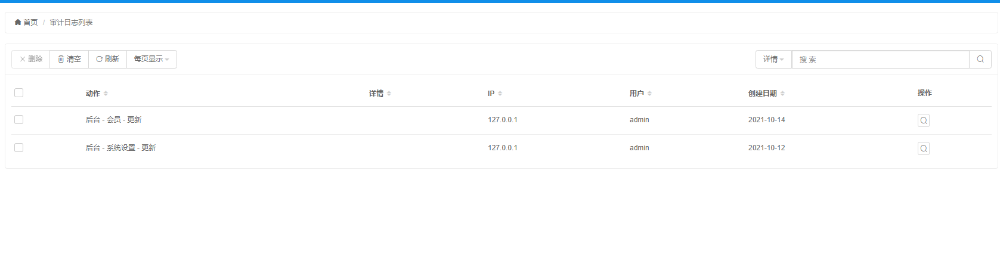 首页 / 审计日志列表
删除 清空 刷新 每页显示 详情 搜 索
动作 详情 IP 用户 创建日期 操作
后台 - 会员 - 更新 127.0.0.1 admin 2021-10-14
后台 - 系统设置 - 更新 127.0.0.1 admin 2021-10-12